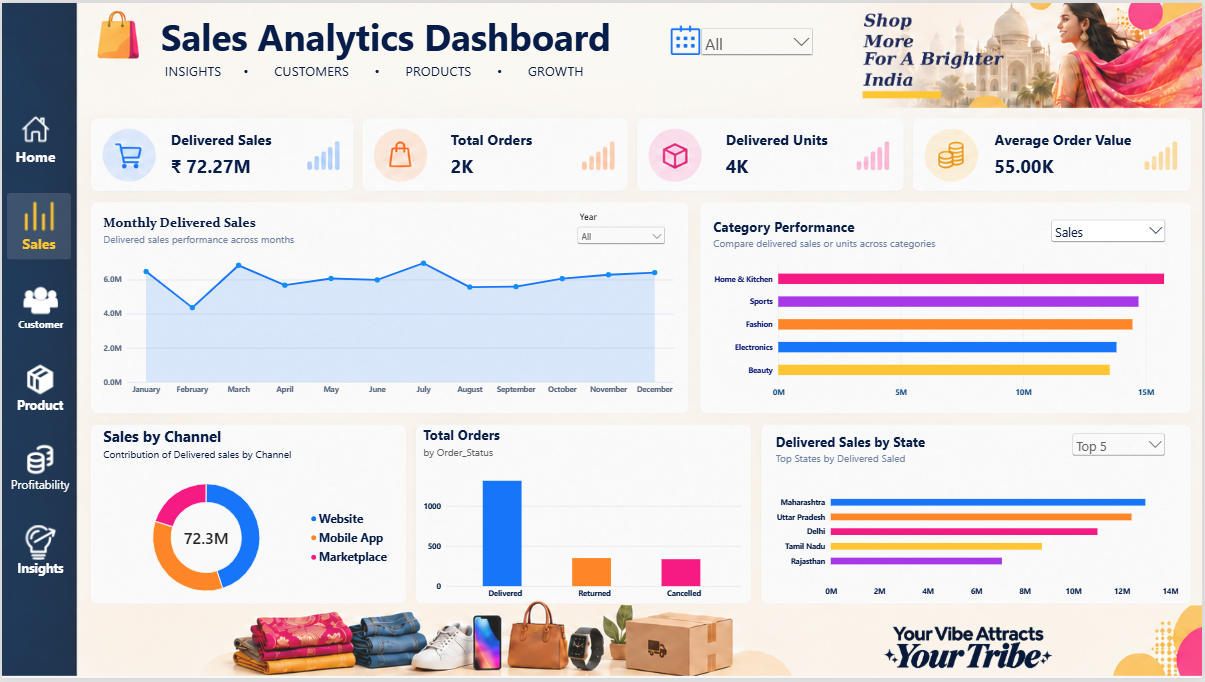 Sales Analytics Dashboard
INSIGHTS • CUSTOMERS • PRODUCTS • GROWTH
All
Shop
More
For A Brighter
India
Home
Sales
Customer
Product
Profitability
Insights
Delivered Sales
₹ 72.27M
Total Orders
2K
Delivered Units
4K
Average Order Value
55.00K
Monthly Delivered Sales
Delivered sales performance across months
Year
All
6.0M
4.0M
2.0M
0.0M
January February March April May June July August September October November December
Category Performance
Compare delivered sales or units across categories
Sales
Home & Kitchen
Sports
Fashion
Electronics
Beauty
0M 5M 10M 15M
Sales by Channel
Contribution of Delivered sales by Channel
72.3M
Website
Mobile App
Marketplace
Total Orders
by Order_Status
1000
500
0
Delivered Returned Cancelled
Delivered Sales by State
Top States by Delivered Saled
Top 5
Maharashtra
Uttar Pradesh
Delhi
Tamil Nadu
Rajasthan
0M 2M 4M 6M 8M 10M 12M 14M
Your Vibe Attracts
Your Tribe